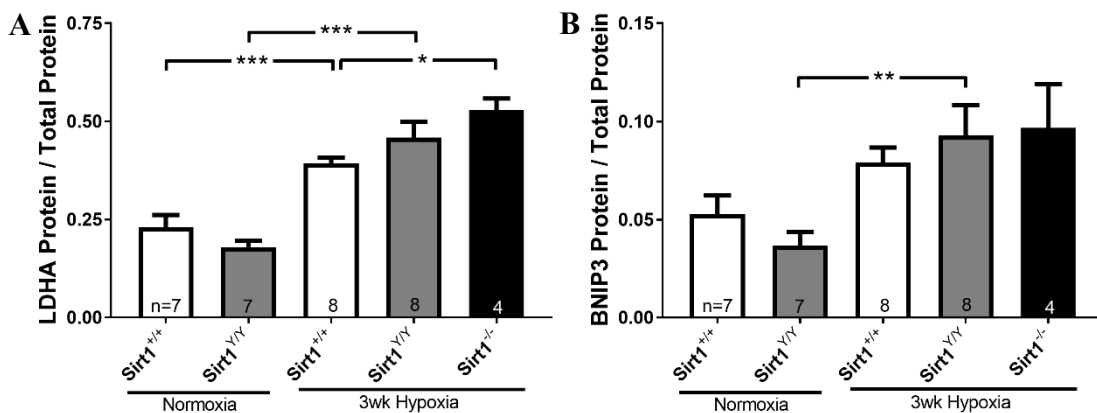 A
LDHA Protein / Total Protein
0.75
0.50
0.25
0.00
***
***
*
n=7
7
8
8
4
Sirt1+/+
Sirt1Y/Y
Sirt1+/+
Sirt1Y/Y
Sirt1-/-
Normoxia
3wk Hypoxia
B
BNIP3 Protein / Total Protein
0.15
0.10
0.05
0.00
**
n=7
7
8
8
4
Sirt1+/+
Sirt1Y/Y
Sirt1+/+
Sirt1Y/Y
Sirt1-/-
Normoxia
3wk Hypoxia